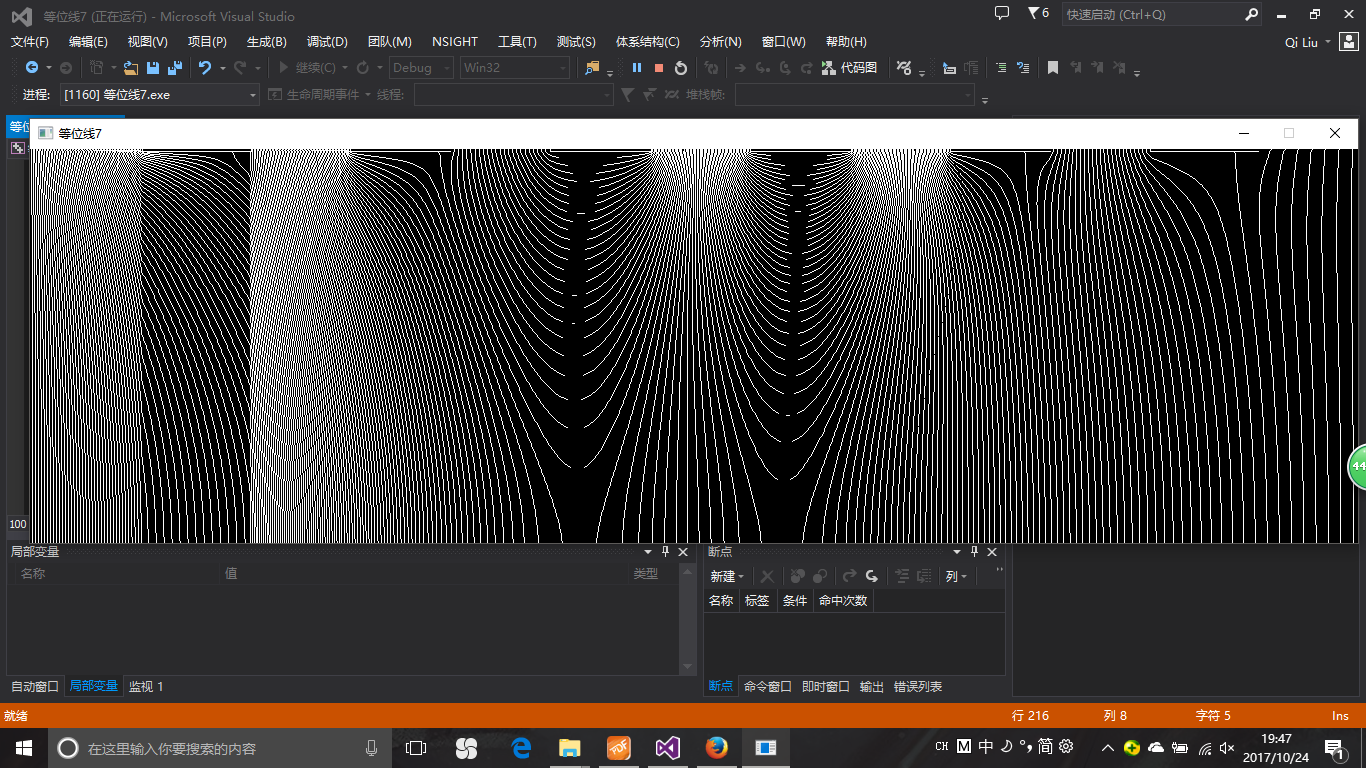 等位线7 (正在运行) - Microsoft Visual Studio
6
快速启动 (Ctrl+Q)
文件(F) 编辑(E) 视图(V) 项目(P) 生成(B) 调试(D) 团队(M) NSIGHT 工具(T) 测试(S) 体系结构(C) 分析(N) 窗口(W) 帮助(H)
Qi Liu
继续(C) Debug Win32 代码图
进程: [1160] 等位线7.exe 生命周期事件 线程: 堆栈帧:
等位线7
100
局部变量
名称 值 类型
自动窗口 局部变量 监视 1
断点
新建 列
名称 标签 条件 命中次数
断点 命令窗口 即时窗口 输出 错误列表
44
就绪 行 216 列 8 字符 5 Ins
在这里输入你要搜索的内容
CH M 中 简
19:47
2017/10/24
1